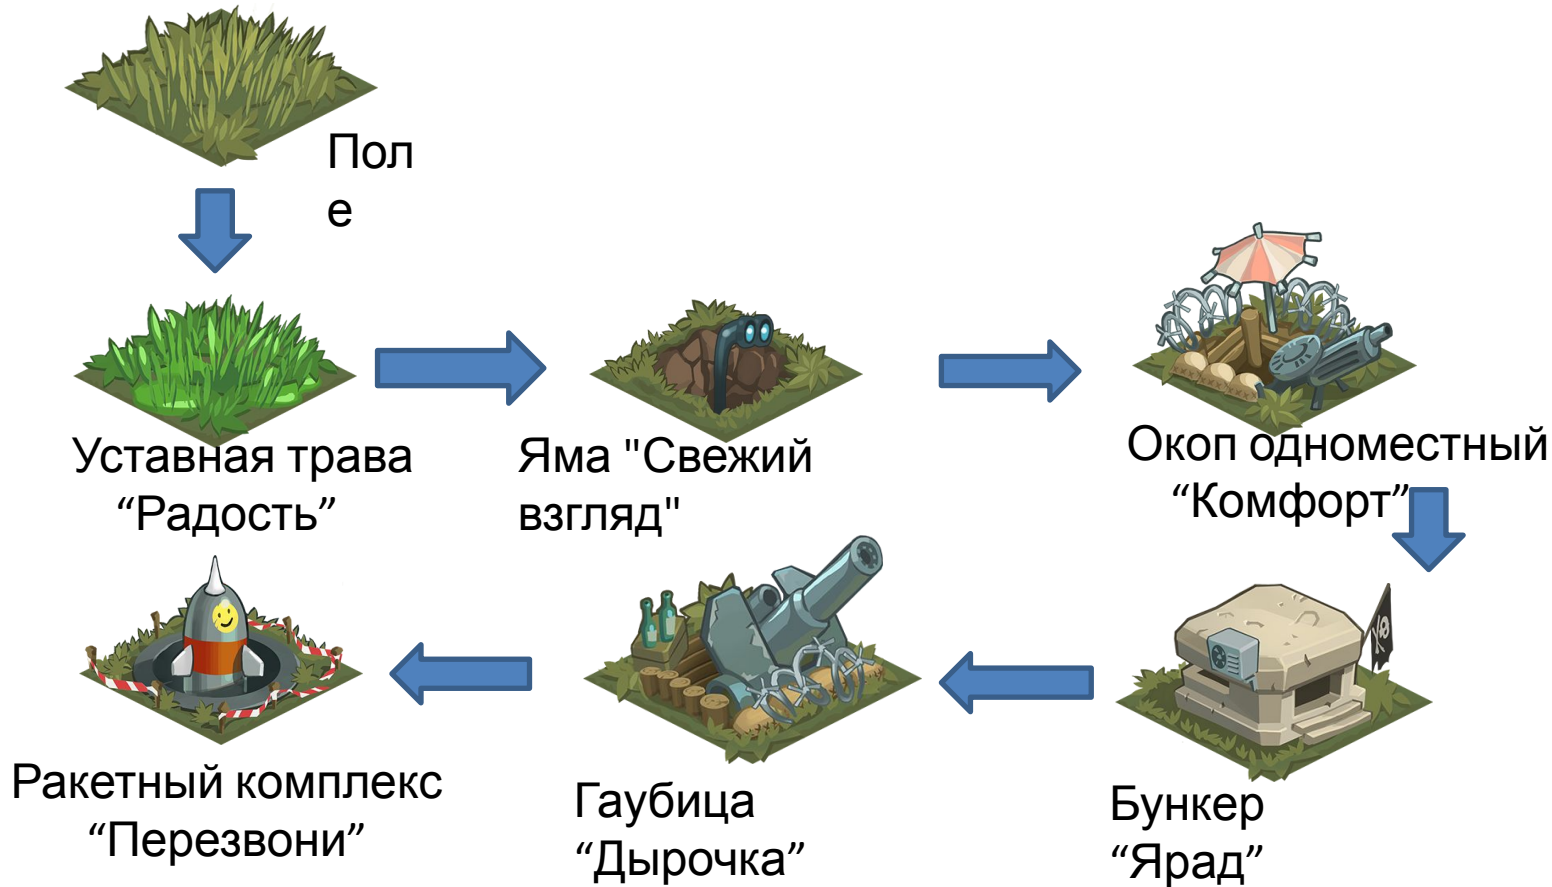 Пол
е
Уставная трава
“Радость”
Яма "Свежий
взгляд"
Окоп одноместный
“Комфорт”
Ракетный комплекс
“Перезвони”
Гаубица
“Дырочка”
Бункер
“Ярад”